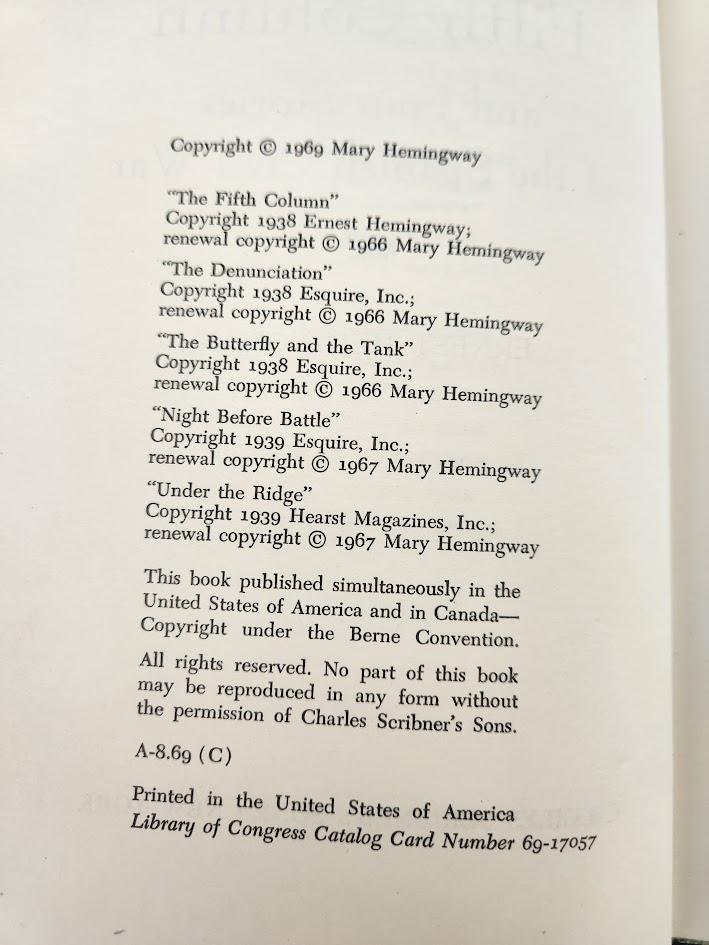 Copyright © 1969 Mary Hemingway
“The Fifth Column”
Copyright 1938 Ernest Hemingway;
renewal copyright © 1966 Mary Hemingway
“The Denunciation”
Copyright 1938 Esquire, Inc.;
renewal copyright © 1966 Mary Hemingway
“The Butterfly and the Tank”
Copyright 1938 Esquire, Inc.;
renewal copyright © 1966 Mary Hemingway
“Night Before Battle”
Copyright 1939 Esquire, Inc.;
renewal copyright © 1967 Mary Hemingway
“Under the Ridge”
Copyright 1939 Hearst Magazines, Inc.;
renewal copyright © 1967 Mary Hemingway
This book published simultaneously in the
United States of America and in Canada—
Copyright under the Berne Convention.
All rights reserved. No part of this book
may be reproduced in any form without
the permission of Charles Scribner’s Sons.
A-8.69 (C)
Printed in the United States of America
Library of Congress Catalog Card Number 69-17057